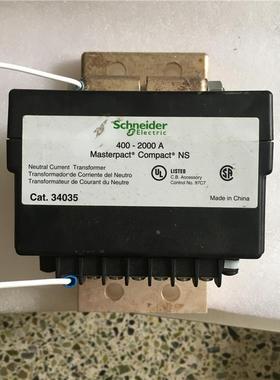 Schneider
Electric
400 - 2000 A
Masterpact® Compact® NS
Neutral Current Transformer
Transformador de Corriente del Neutro
Transformateur de Courant du Neutre
UL
LISTED
C.B. Accessory
Control No. 97C7
Cat. 34035
Made in China